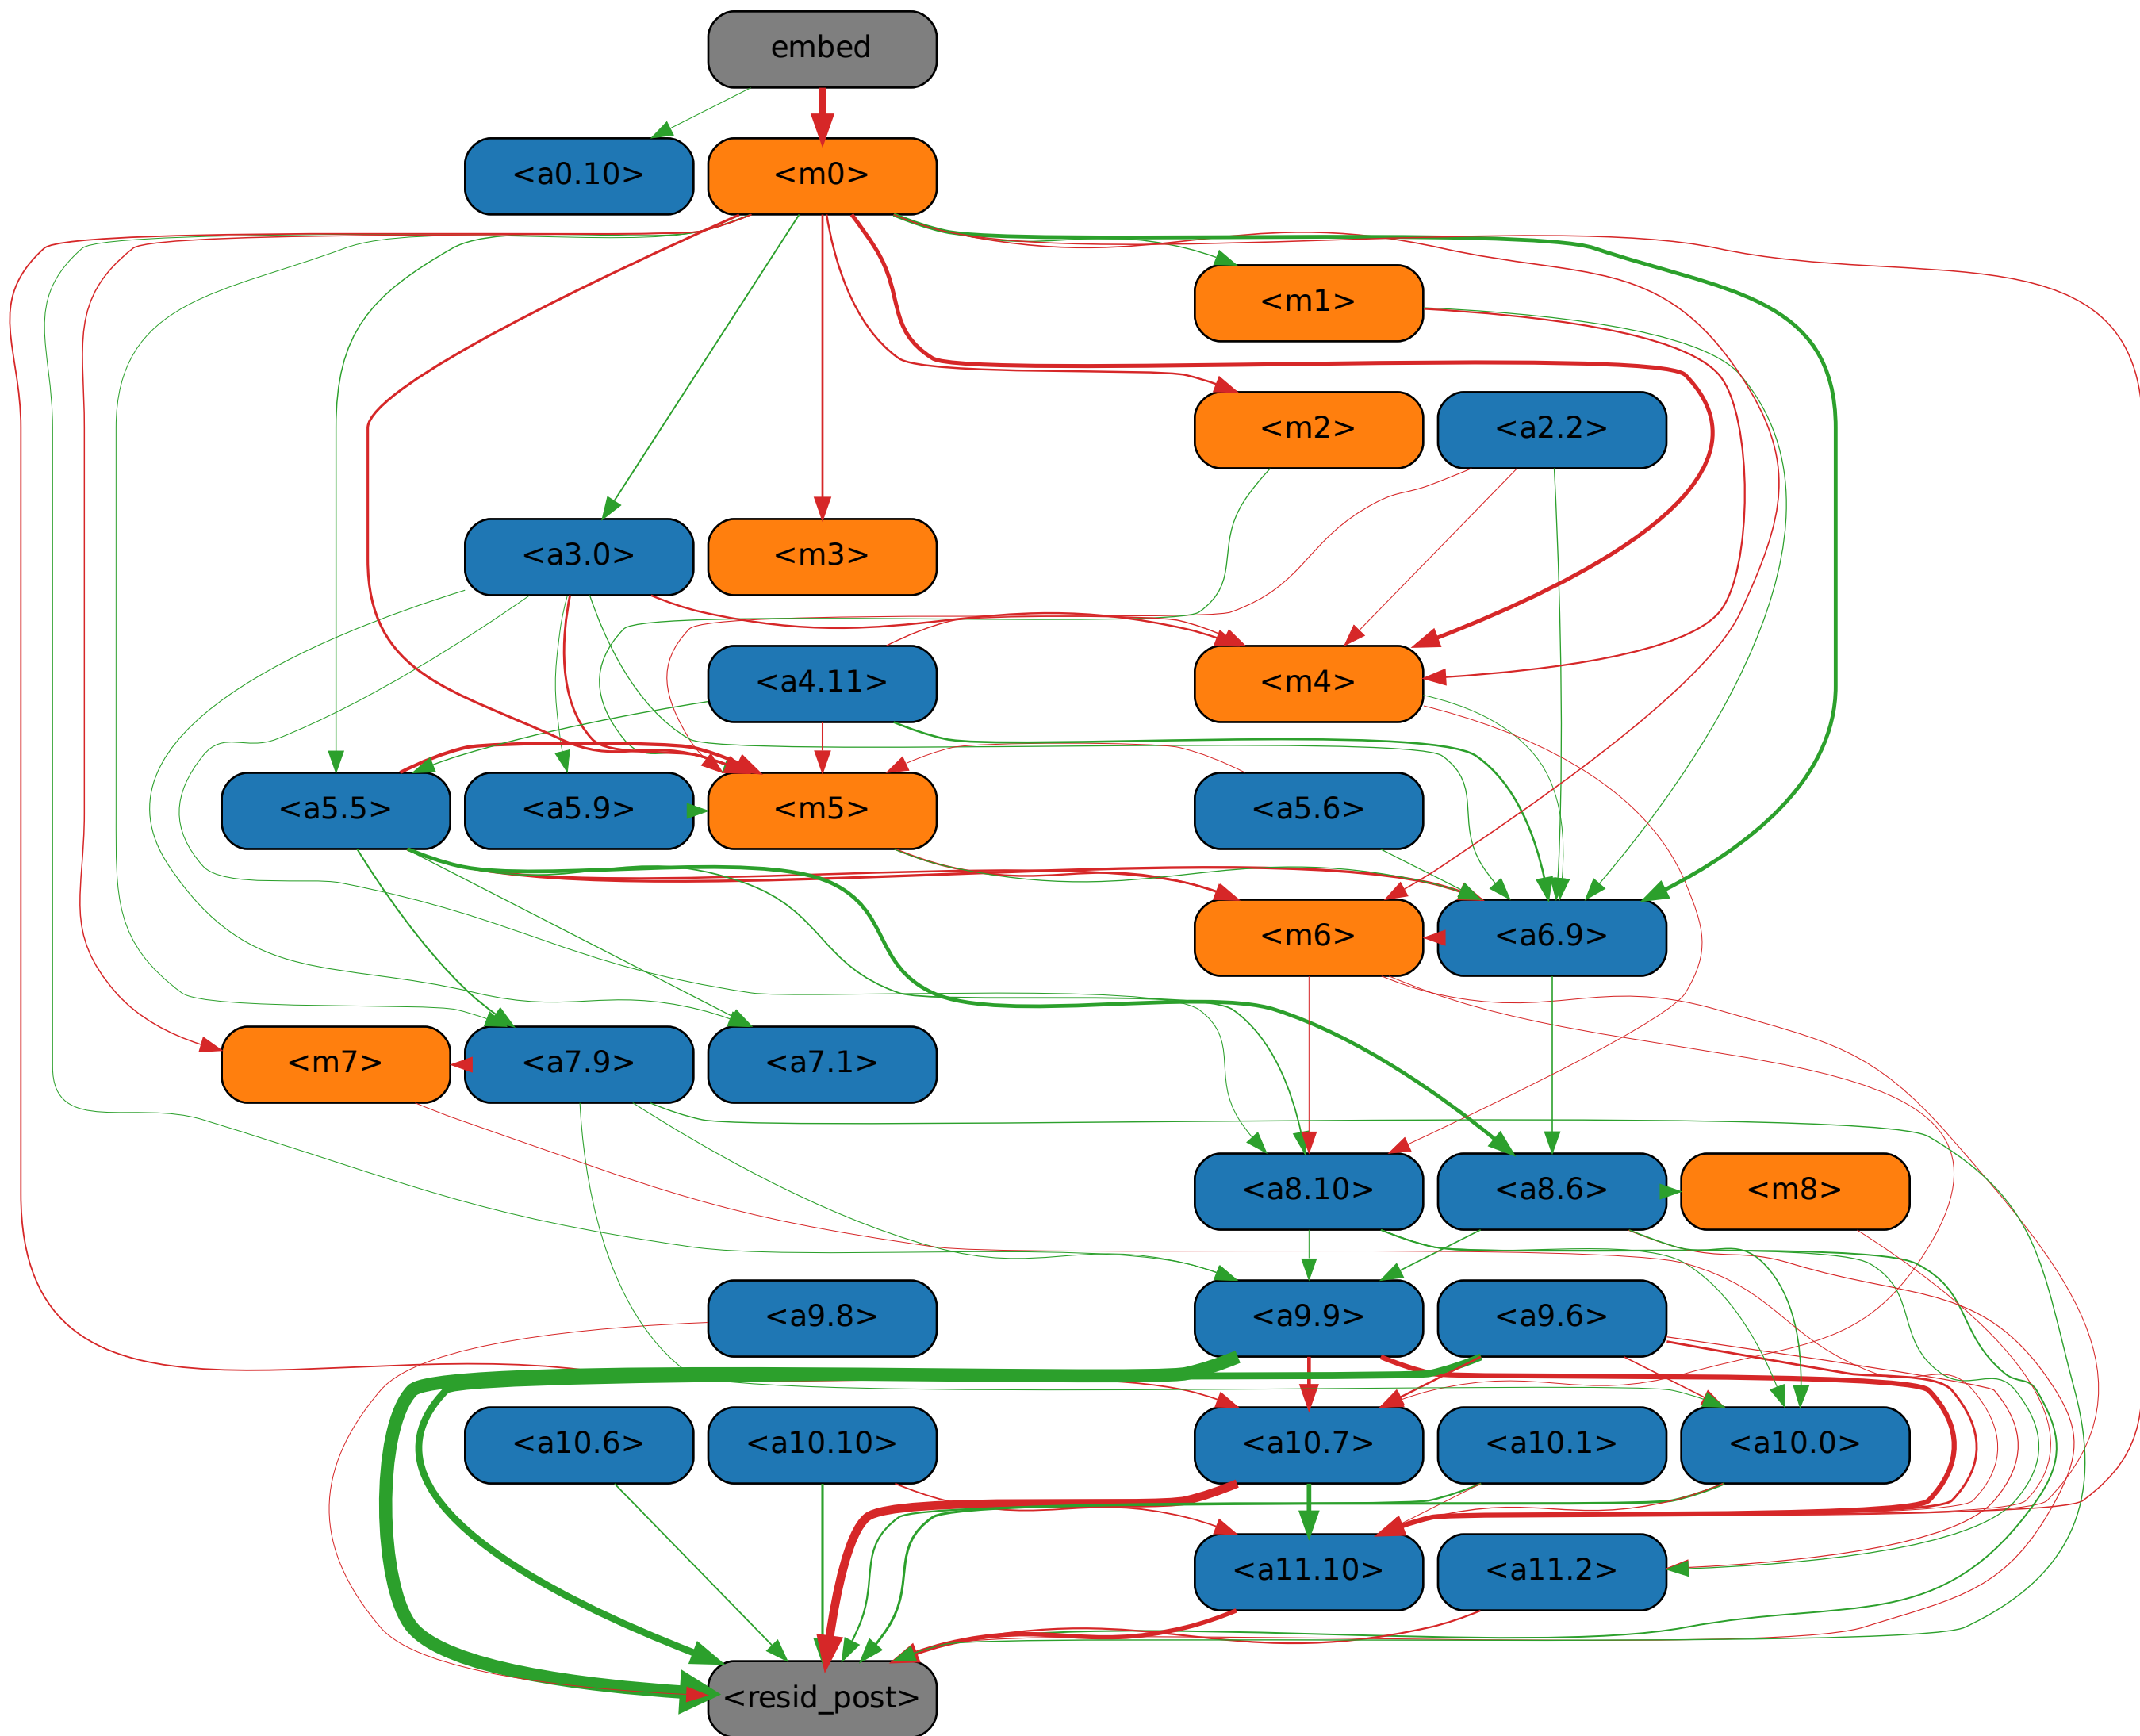 embed
<a0.10>
<m0>
<m1>
<m2>
<a2.2>
<a3.0>
<m3>
<a4.11>
<m4>
<a5.5>
<a5.9>
<m5>
<a5.6>
<m6>
<a6.9>
<m7>
<a7.9>
<a7.1>
<a8.10>
<a8.6>
<m8>
<a9.8>
<a9.9>
<a9.6>
<a10.6>
<a10.10>
<a10.7>
<a10.1>
<a10.0>
<a11.10>
<a11.2>
<resid_post>